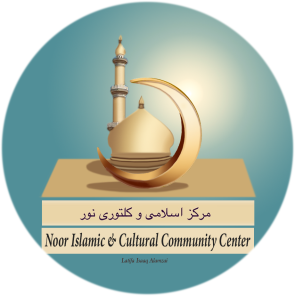 مرکز اسلامی و کلتوری نور
Noor Islamic & Cultural Community Center